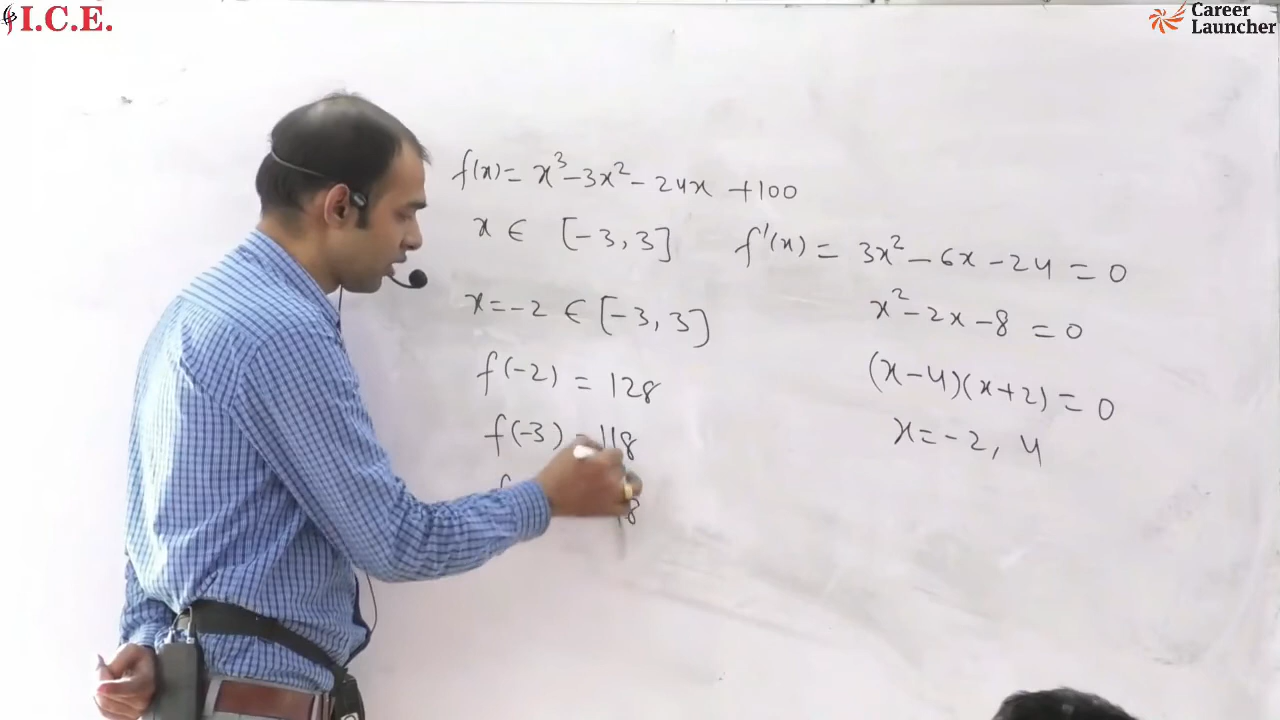 I.C.E.
Career
Launcher
f(x) = x³-3x²-24x +100
x ∈ [-3,3]
f'(x) = 3x²-6x-24 = 0
x=-2 ∈ [-3,3]
x²-2x-8 = 0
f(-2) = 128
(x-4)(x+2) = 0
f(-3) = 118
x=-2, 4